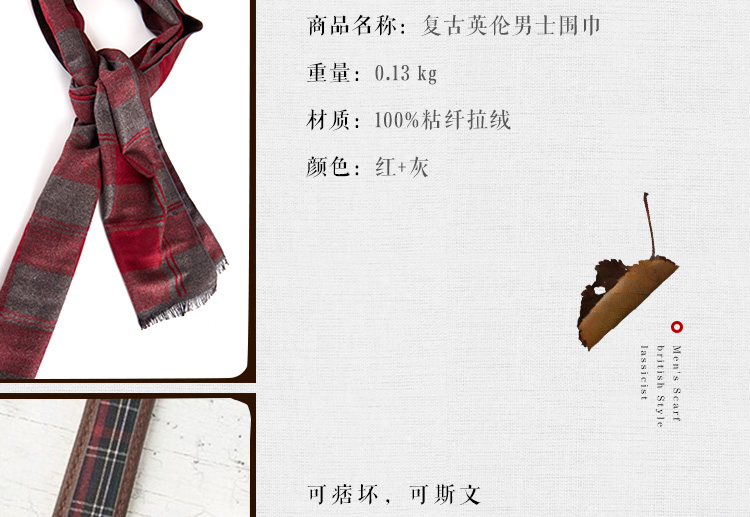 商品名称：复古英伦男士围巾
重量：0.13 kg
材质：100%粘纤拉绒
颜色：红+灰
Men's Scarf
british Style
lassicist
可痞坏，可斯文